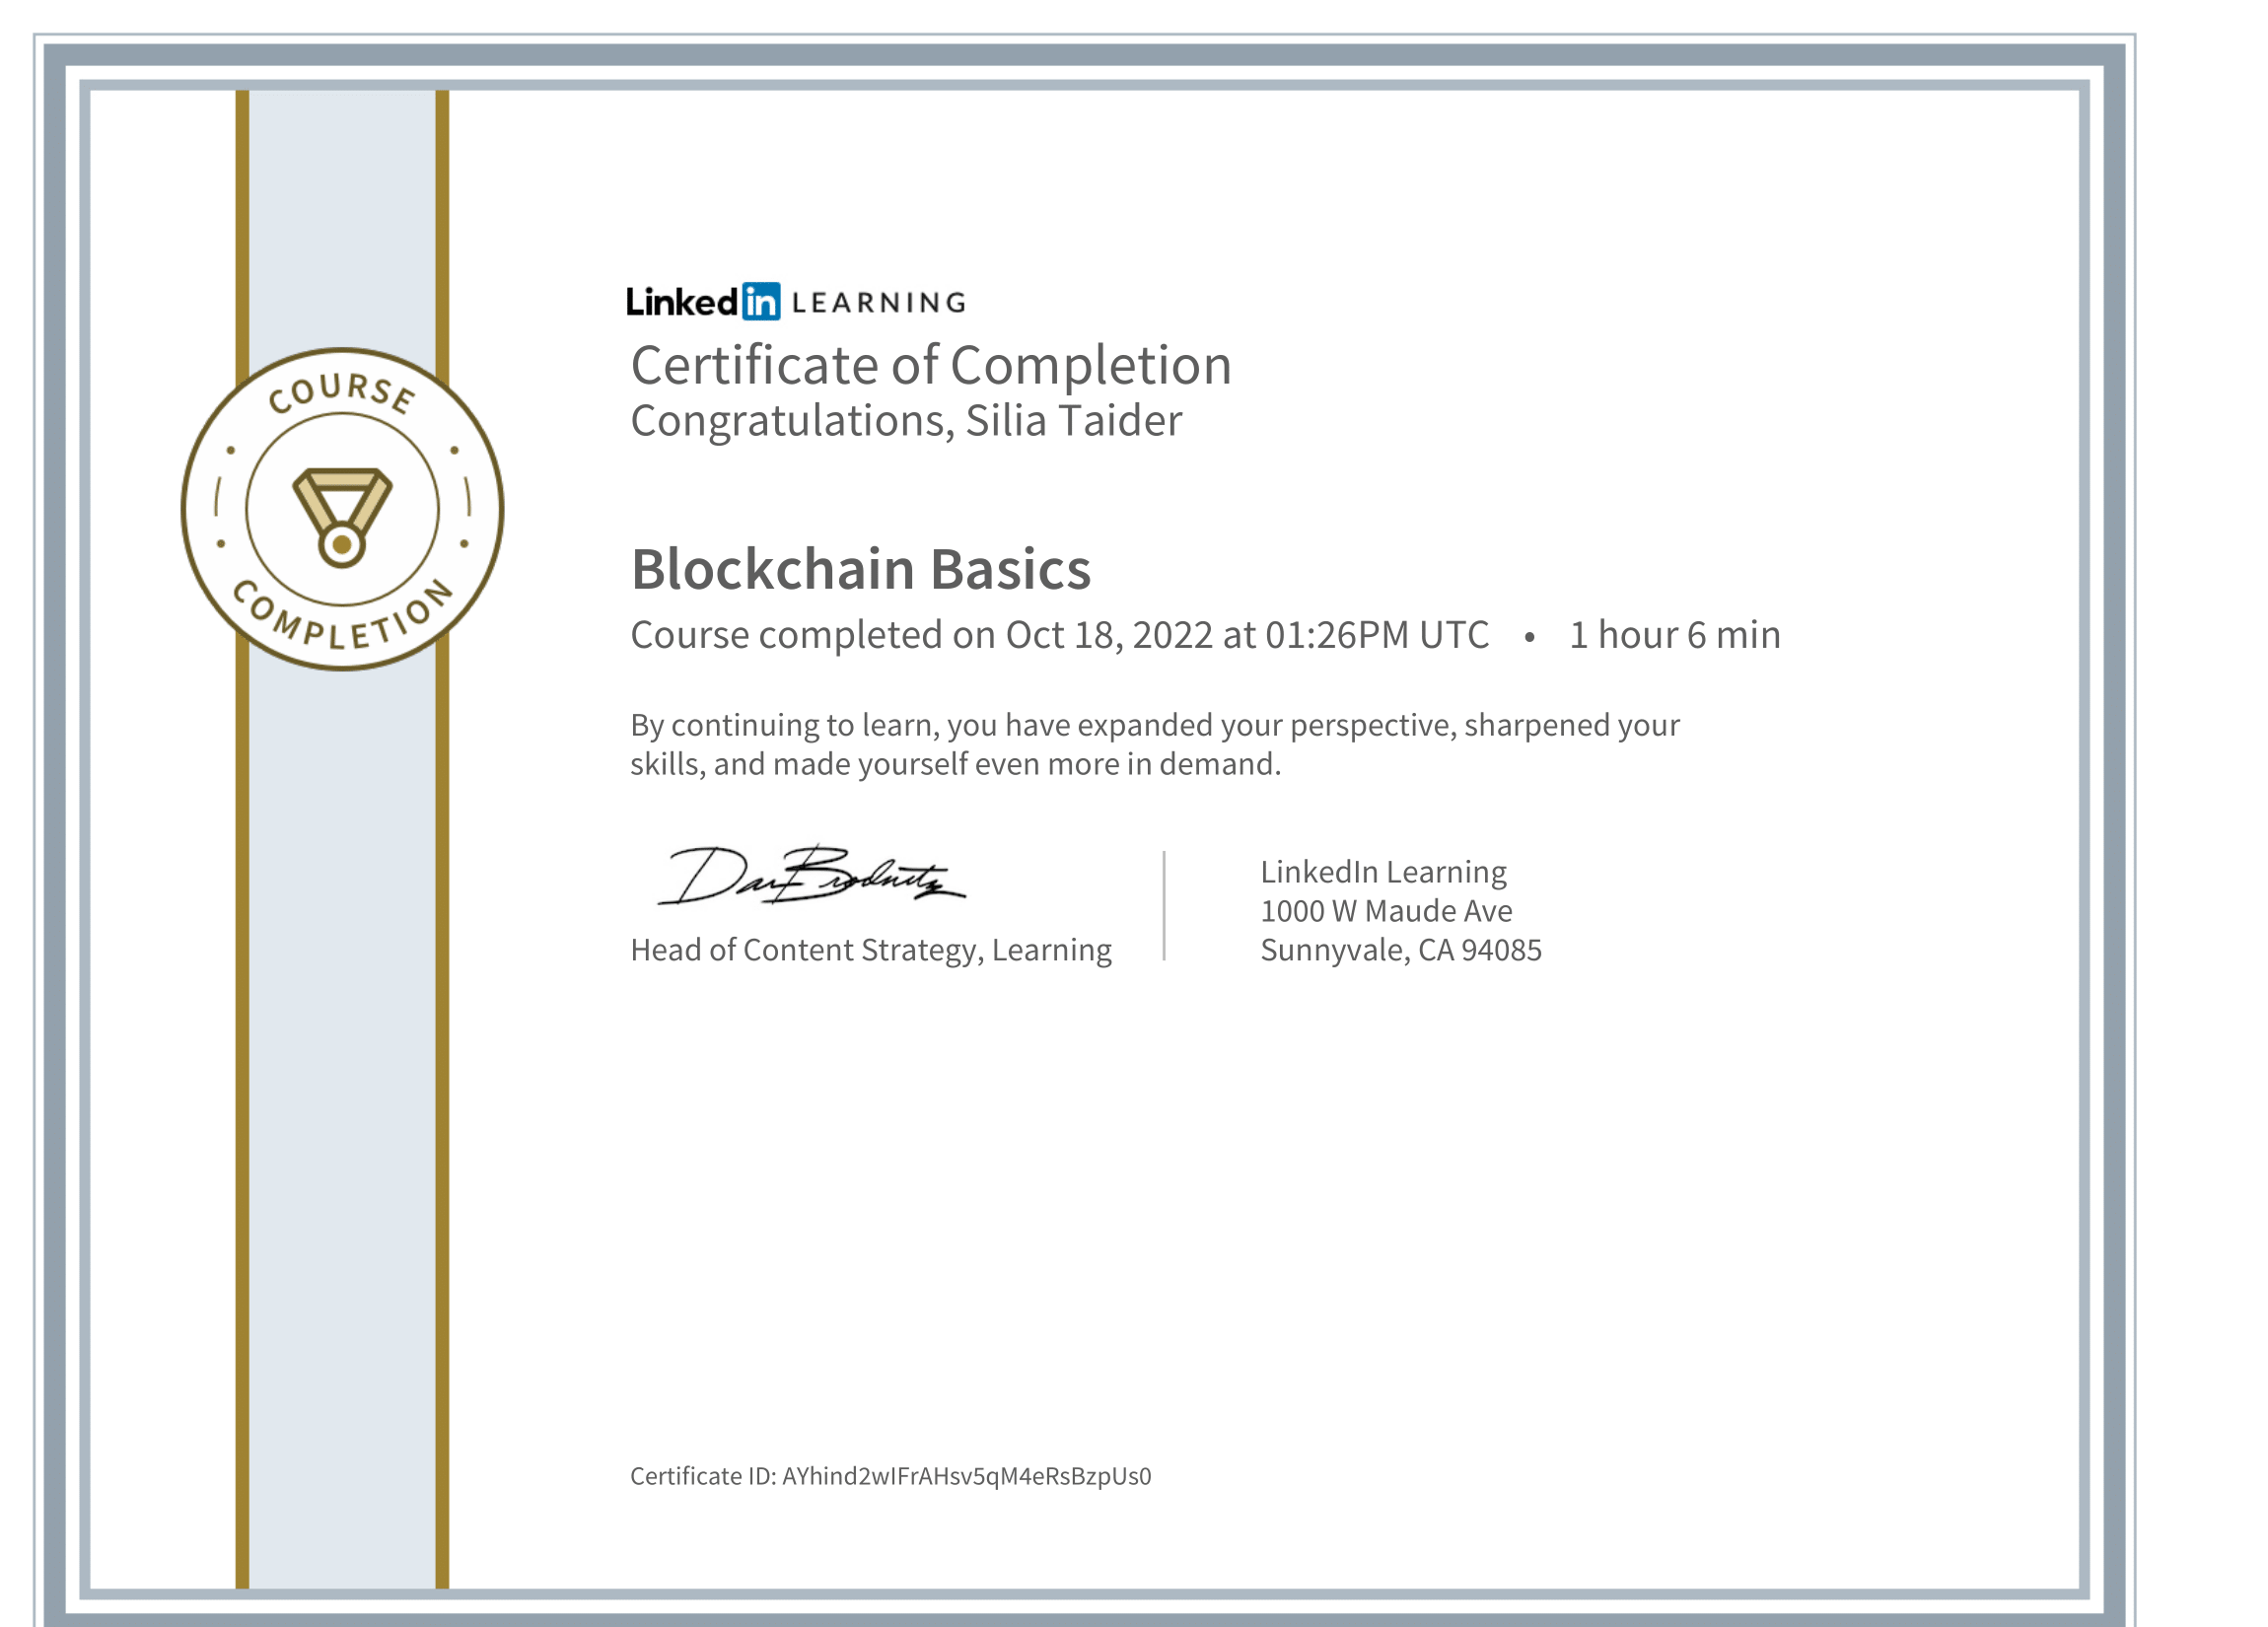 COURSE
COMPLETION
Linked in LEARNING
Certificate of Completion
Congratulations, Silia Taider
Blockchain Basics
Course completed on Oct 18, 2022 at 01:26PM UTC • 1 hour 6 min
By continuing to learn, you have expanded your perspective, sharpened your
skills, and made yourself even more in demand.
Dan Brodnitz
Head of Content Strategy, Learning
LinkedIn Learning
1000 W Maude Ave
Sunnyvale, CA 94085
Certificate ID: AYhind2wIFrAHsv5qM4eRsBzpUs0